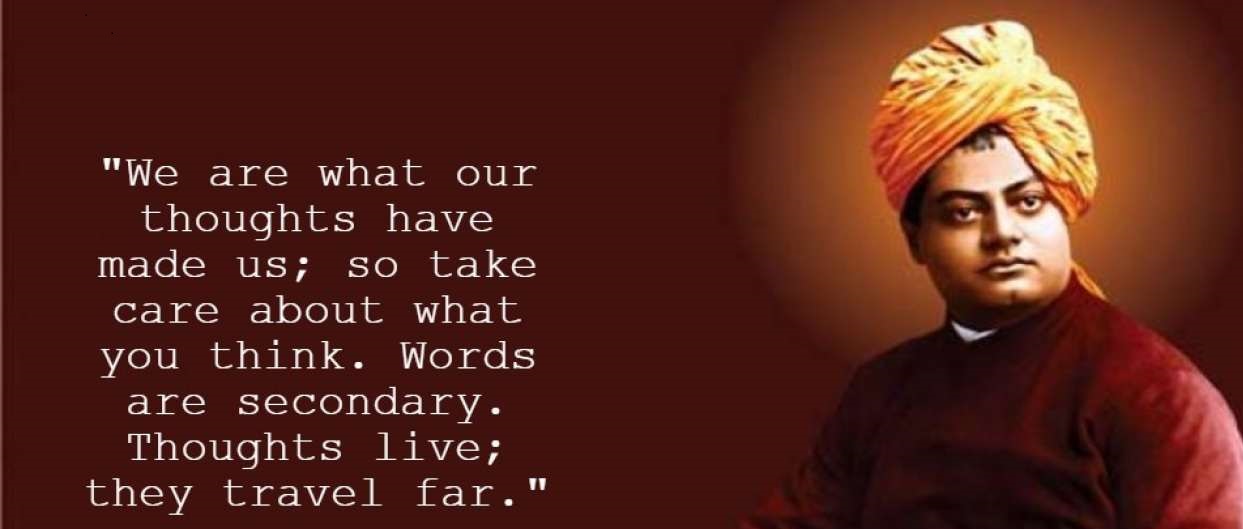 "We are what our
thoughts have
made us; so take
care about what
you think. Words
are secondary.
Thoughts live;
they travel far."